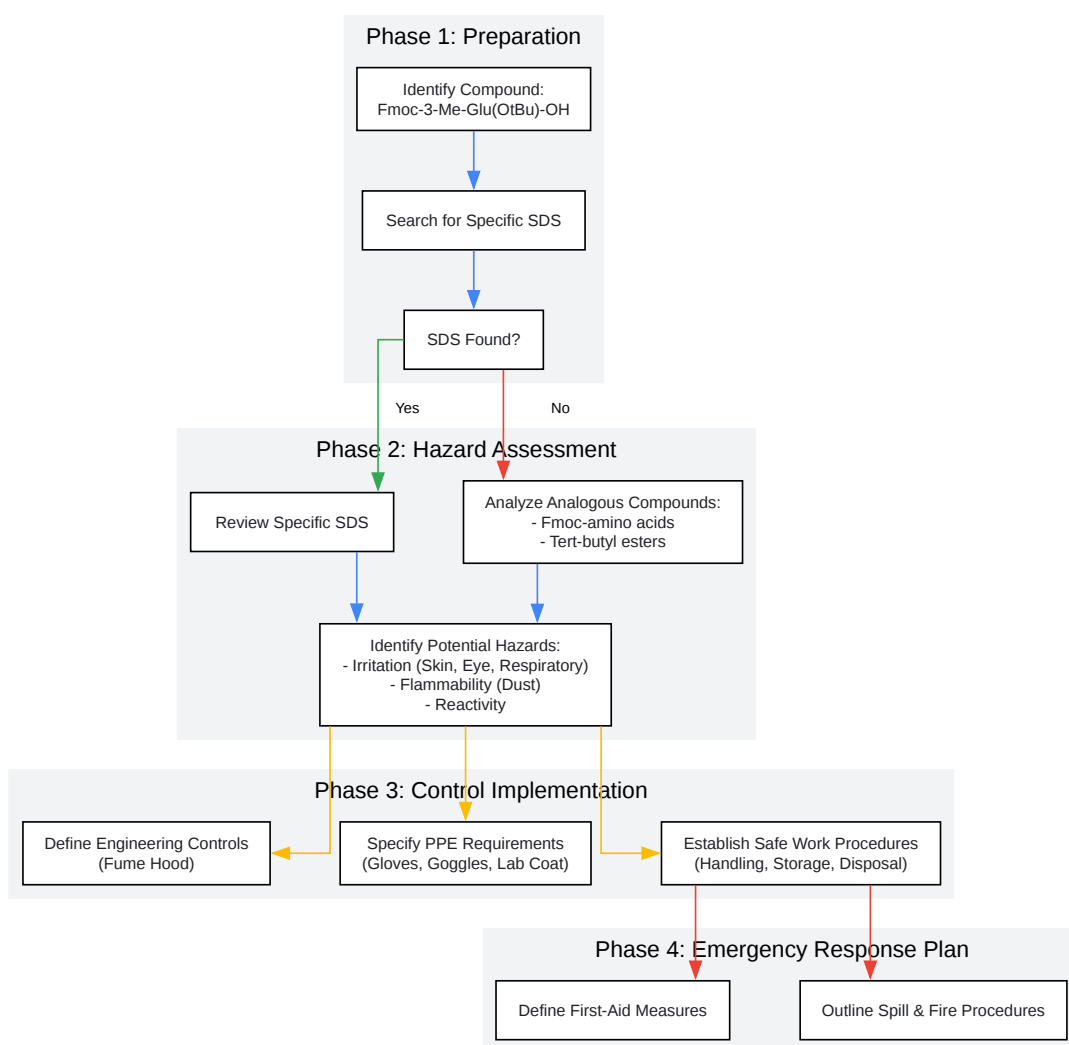 Phase 1: Preparation
Identify Compound:
Fmoc-3-Me-Glu(OtBu)-OH
Search for Specific SDS
SDS Found?
Yes
No
Phase 2: Hazard Assessment
Review Specific SDS
Analyze Analogous Compounds:
- Fmoc-amino acids
- Tert-butyl esters
Identify Potential Hazards:
- Irritation (Skin, Eye, Respiratory)
- Flammability (Dust)
- Reactivity
Phase 3: Control Implementation
Define Engineering Controls
(Fume Hood)
Specify PPE Requirements
(Gloves, Goggles, Lab Coat)
Establish Safe Work Procedures
(Handling, Storage, Disposal)
Phase 4: Emergency Response Plan
Define First-Aid Measures
Outline Spill & Fire Procedures